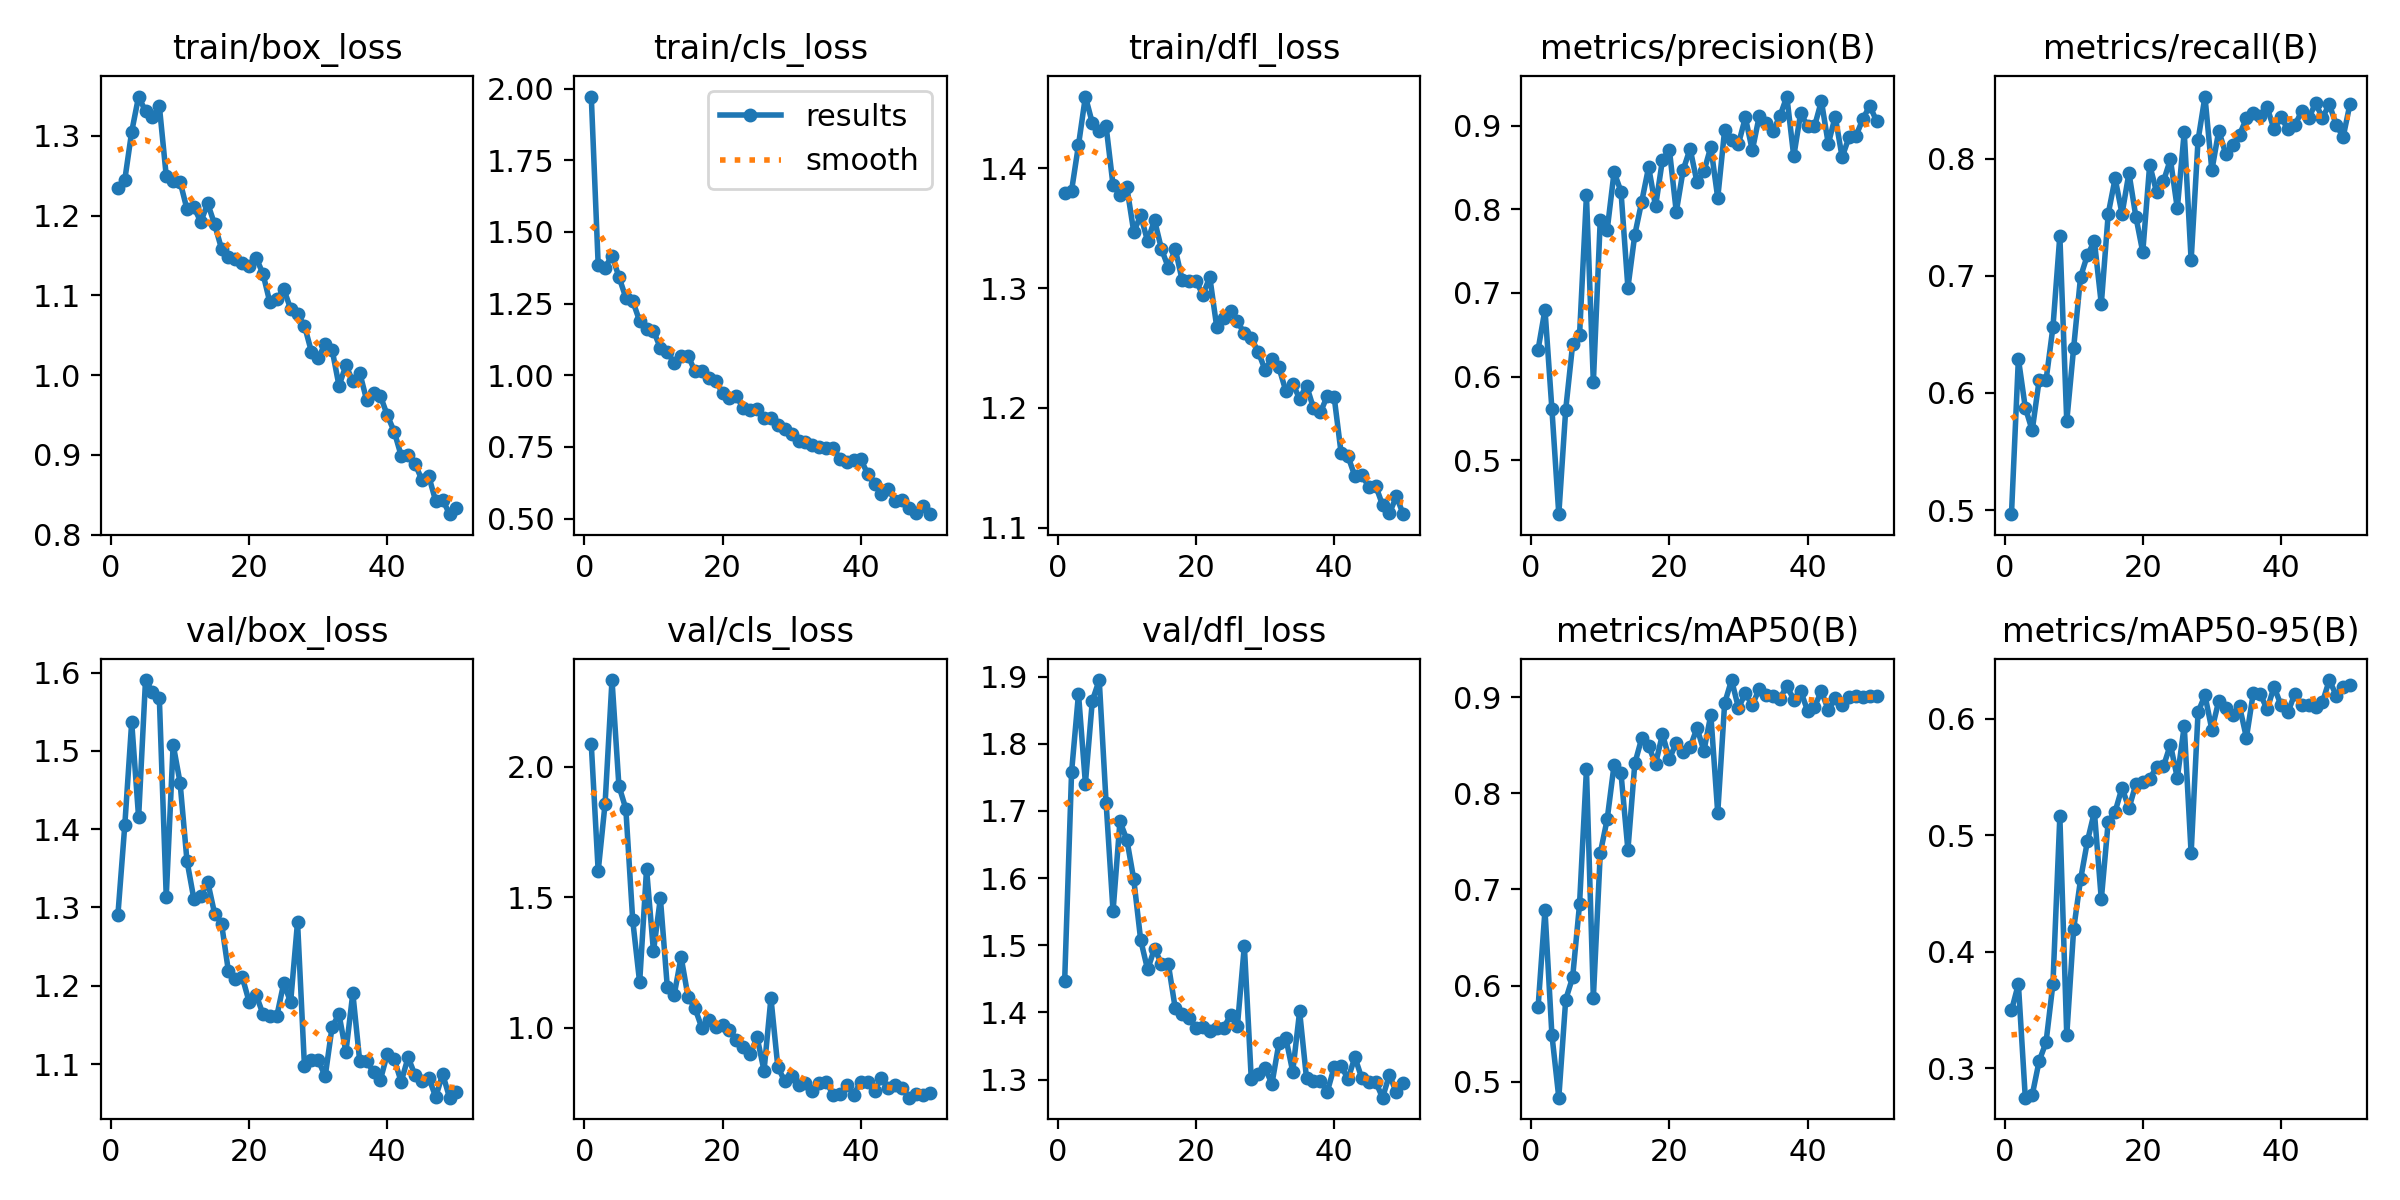 train/box_loss
1.3
1.2
1.1
1.0
0.9
0.8
0 20 40
train/cls_loss
results
smooth
2.00
1.75
1.50
1.25
1.00
0.75
0.50
0 20 40
train/dfl_loss
1.4
1.3
1.2
1.1
0 20 40
metrics/precision(B)
0.9
0.8
0.7
0.6
0.5
0 20 40
metrics/recall(B)
0.8
0.7
0.6
0.5
0 20 40
val/box_loss
1.6
1.5
1.4
1.3
1.2
1.1
0 20 40
val/cls_loss
2.0
1.5
1.0
0 20 40
val/dfl_loss
1.9
1.8
1.7
1.6
1.5
1.4
1.3
0 20 40
metrics/mAP50(B)
0.9
0.8
0.7
0.6
0.5
0 20 40
metrics/mAP50-95(B)
0.6
0.5
0.4
0.3
0 20 40